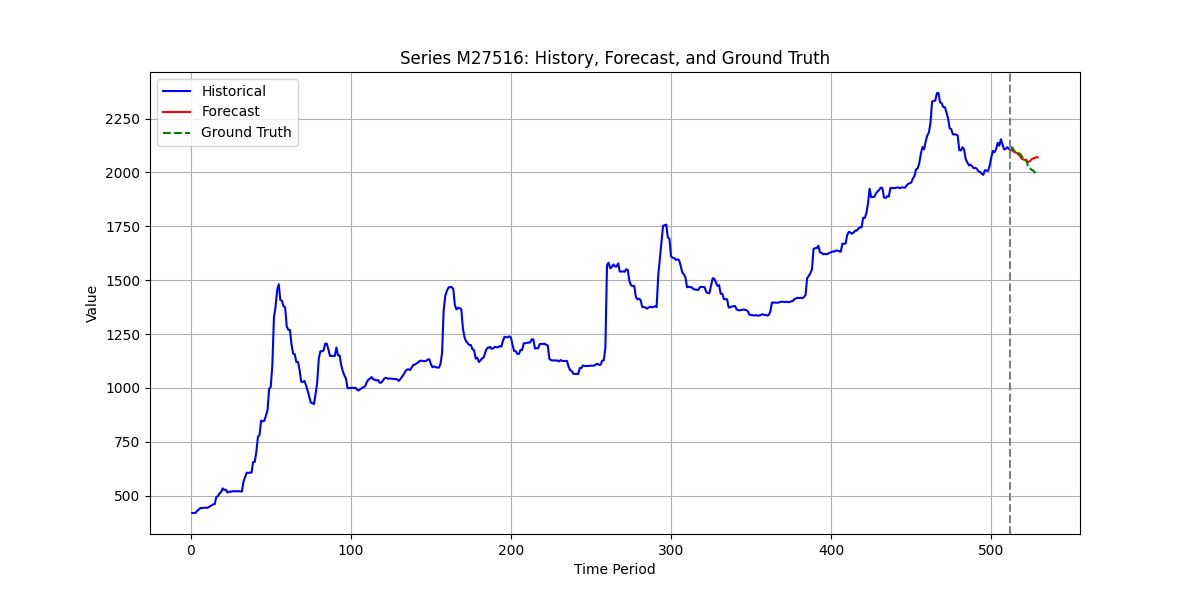 Series M27516: History, Forecast, and Ground Truth
Historical
Forecast
Ground Truth
Value
2250
2000
1750
1500
1250
1000
750
500
0 100 200 300 400 500
Time Period